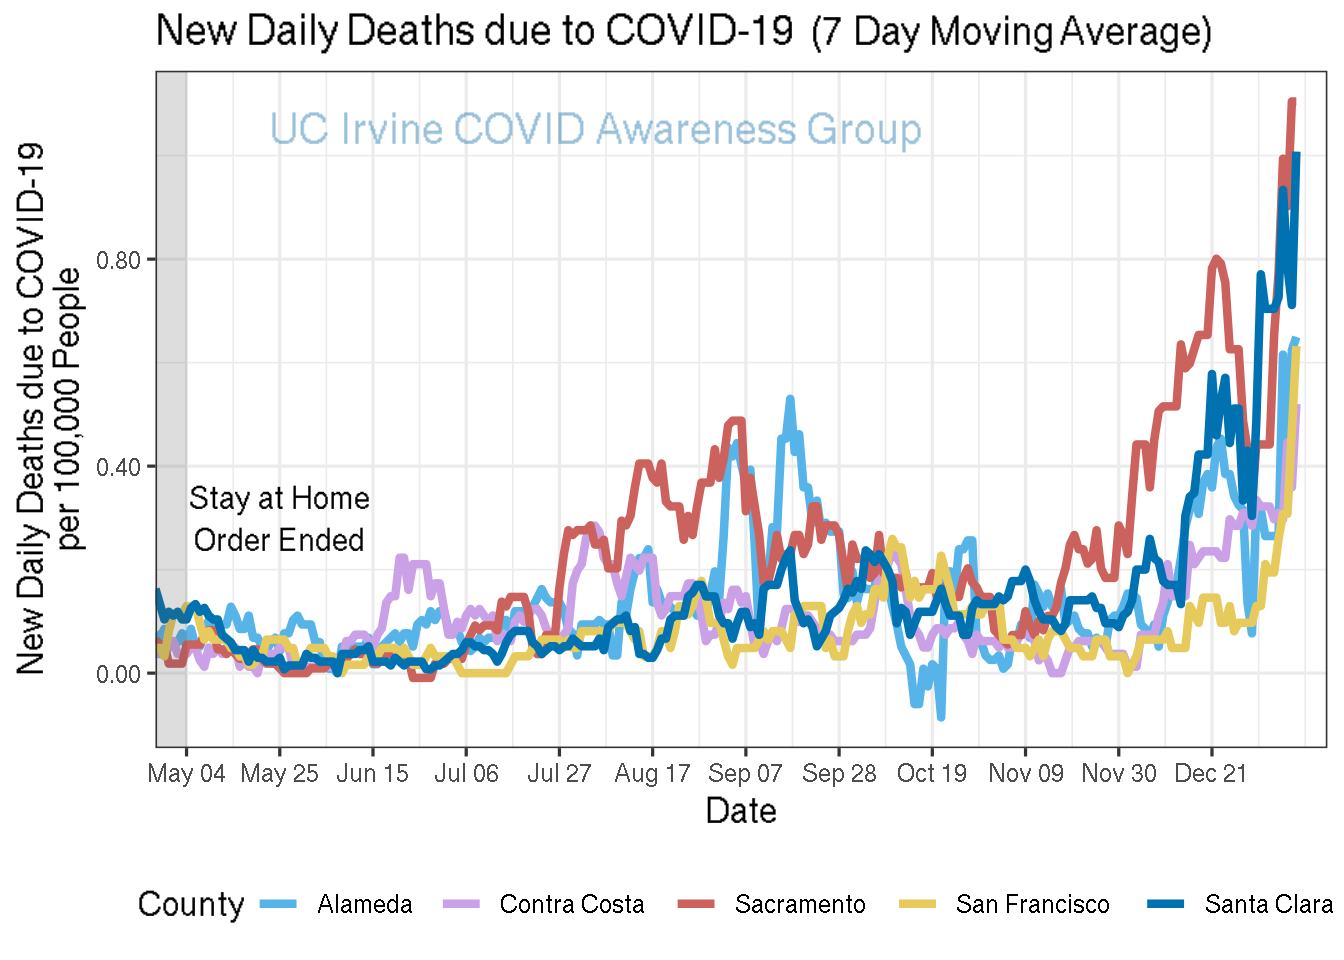 New Daily Deaths due to COVID-19 (7 Day Moving Average)
UC Irvine COVID Awareness Group
New Daily Deaths due to COVID-19
per 100,000 People
0.80
0.40
0.00
Stay at Home
Order Ended
May 04 May 25 Jun 15 Jul 06 Jul 27 Aug 17 Sep 07 Sep 28 Oct 19 Nov 09 Nov 30 Dec 21
Date
County Alameda Contra Costa Sacramento San Francisco Santa Clara